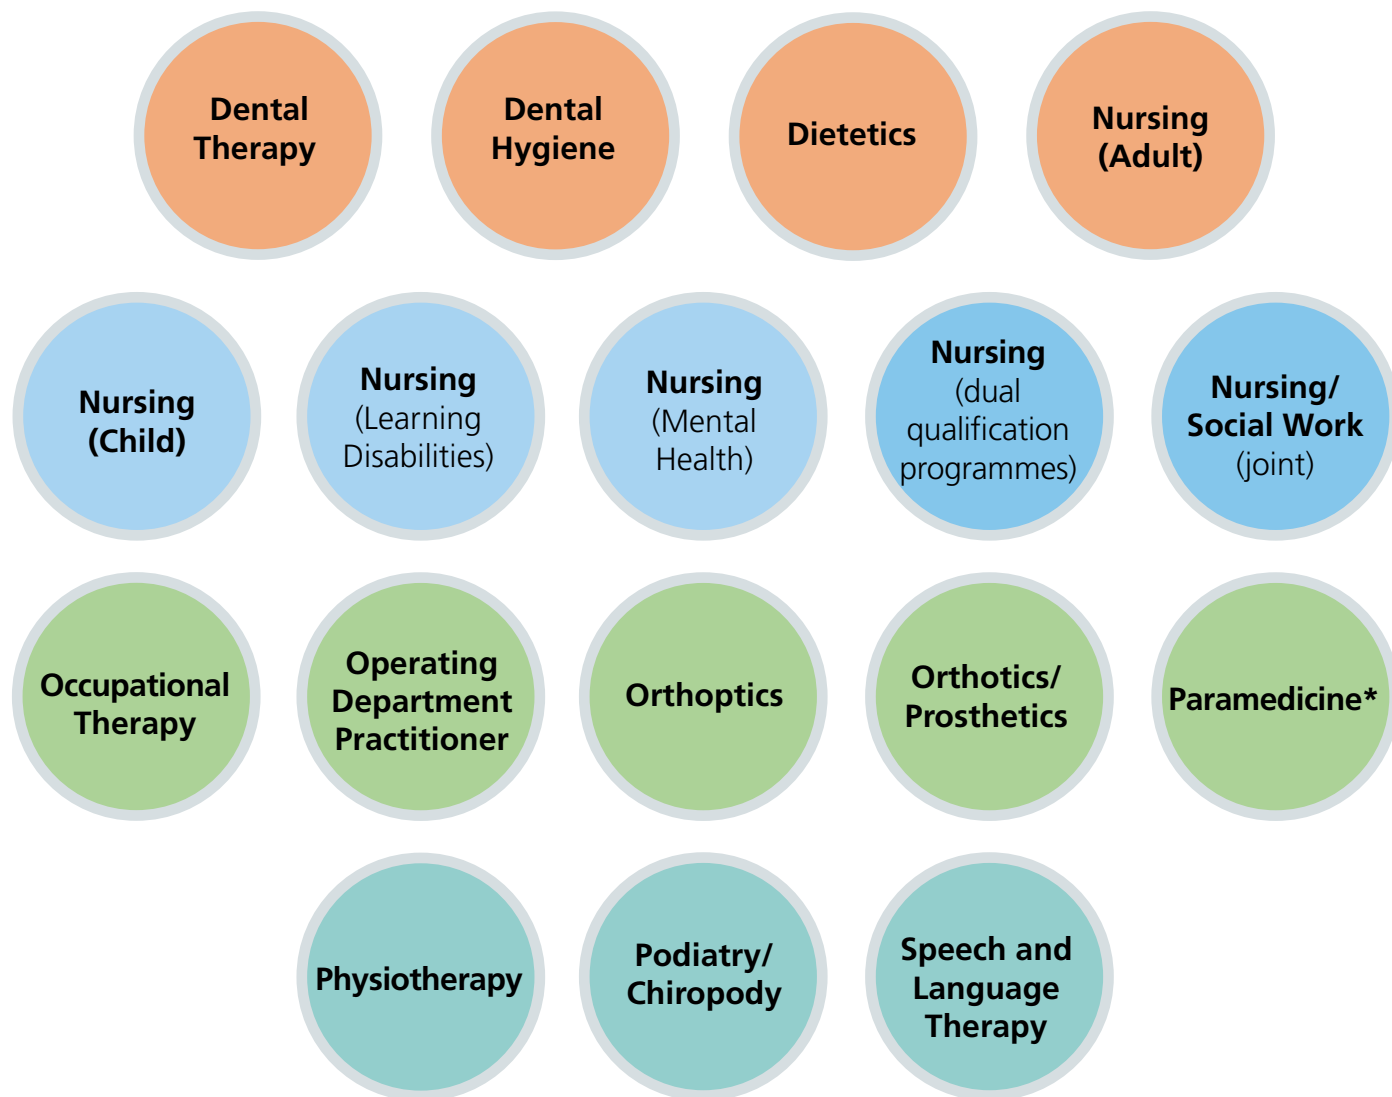 Dental
Therapy
Dental
Hygiene
Dietetics
Nursing
(Adult)
Nursing
(Child)
Nursing
(Learning
Disabilities)
Nursing
(Mental
Health)
Nursing
(dual
qualification
programmes)
Nursing/
Social Work
(joint)
Occupational
Therapy
Operating
Department
Practitioner
Orthoptics
Orthotics/
Prosthetics
Paramedicine*
Physiotherapy
Podiatry/
Chiropody
Speech and
Language
Therapy